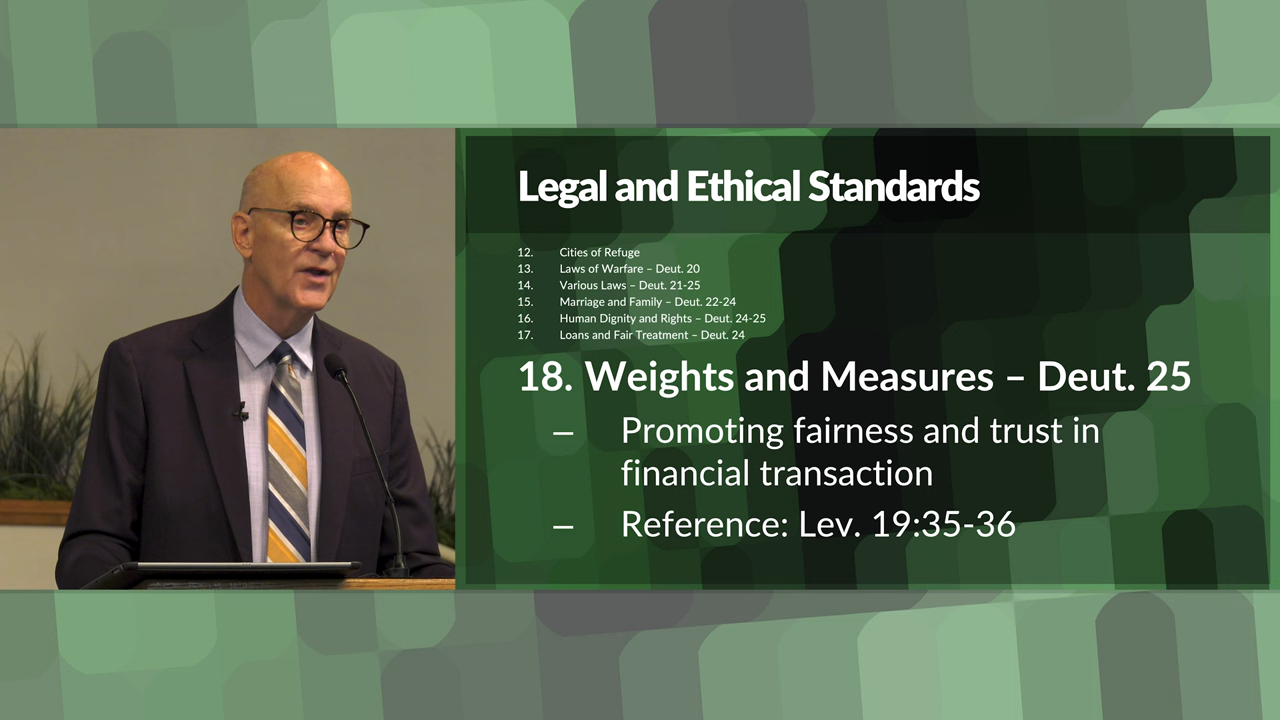 Legal and Ethical Standards
12. Cities of Refuge
13. Laws of Warfare – Deut. 20
14. Various Laws – Deut. 21-25
15. Marriage and Family – Deut. 22-24
16. Human Dignity and Rights – Deut. 24-25
17. Loans and Fair Treatment – Deut. 24
18. Weights and Measures – Deut. 25
– Promoting fairness and trust in
financial transaction
– Reference: Lev. 19:35-36